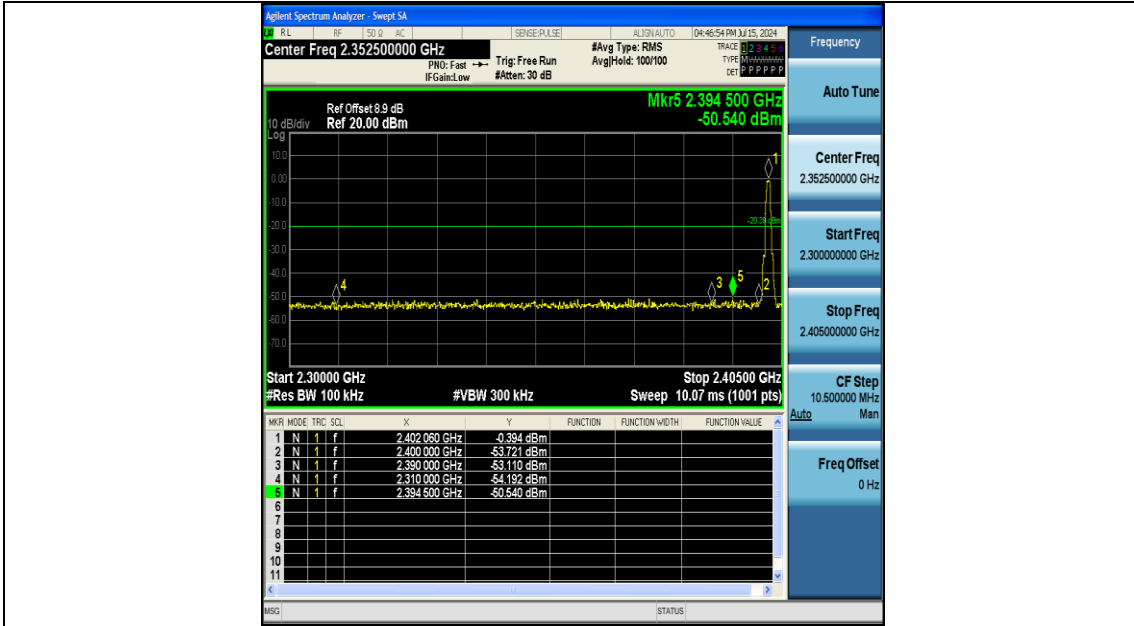 Agilent Spectrum Analyzer - Swept SA
RL RF 50 Ω AC SENSE:PULSE ALIGN AUTO 04:46:54 PM Jul 15, 2024
Center Freq 2.352500000 GHz
PNO: Fast
IFGain:Low
Trig: Free Run
#Atten: 30 dB
#Avg Type: RMS
Avg|Hold: 100/100
TRACE 1 2 3 4 5 6
TYPE M
DET P P P P P P
Frequency
Auto Tune
Center Freq
2.352500000 GHz
Start Freq
2.300000000 GHz
Stop Freq
2.405000000 GHz
CF Step
10.500000 MHz
Auto Man
Freq Offset
0 Hz
Mkr5 2.394 500 GHz
-50.540 dBm
Ref Offset 8.9 dB
10 dB/div Ref 20.00 dBm
Log
10.0
0.00
-10.0
-20.0
-30.0
-40.0
-50.0
-60.0
-70.0
-20.39 dBm
1
4
3
5
2
Start 2.30000 GHz Stop 2.40500 GHz
#Res BW 100 kHz #VBW 300 kHz Sweep 10.07 ms (1001 pts)
MKR MODE TRC SCL X Y FUNCTION FUNCTION WIDTH FUNCTION VALUE
1 N 1 f 2.402 060 GHz -0.394 dBm
2 N 1 f 2.400 000 GHz -53.721 dBm
3 N 1 f 2.390 000 GHz -53.110 dBm
4 N 1 f 2.310 000 GHz -54.192 dBm
5 N 1 f 2.394 500 GHz -50.540 dBm
6
7
8
9
10
11
MSG STATUS